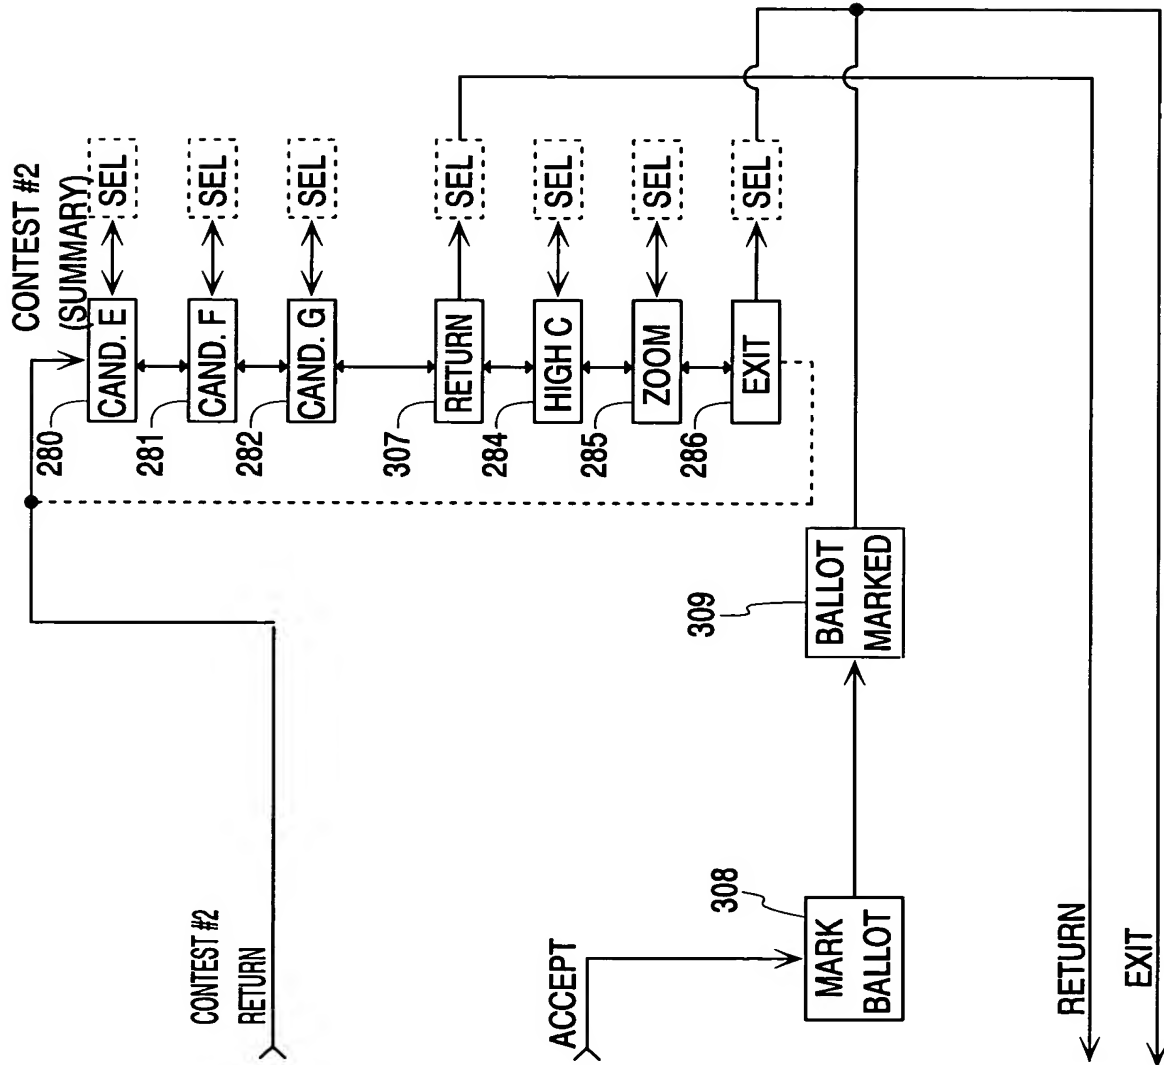 CONTEST #2
(SUMMARY)
280
CAND. E
SEL
281
CAND. F
SEL
282
CAND. G
SEL
307
RETURN
SEL
284
HIGH C
SEL
285
ZOOM
SEL
286
EXIT
SEL
CONTEST #2
RETURN
ACCEPT
308
MARK
BALLOT
309
BALLOT
MARKED
RETURN
EXIT